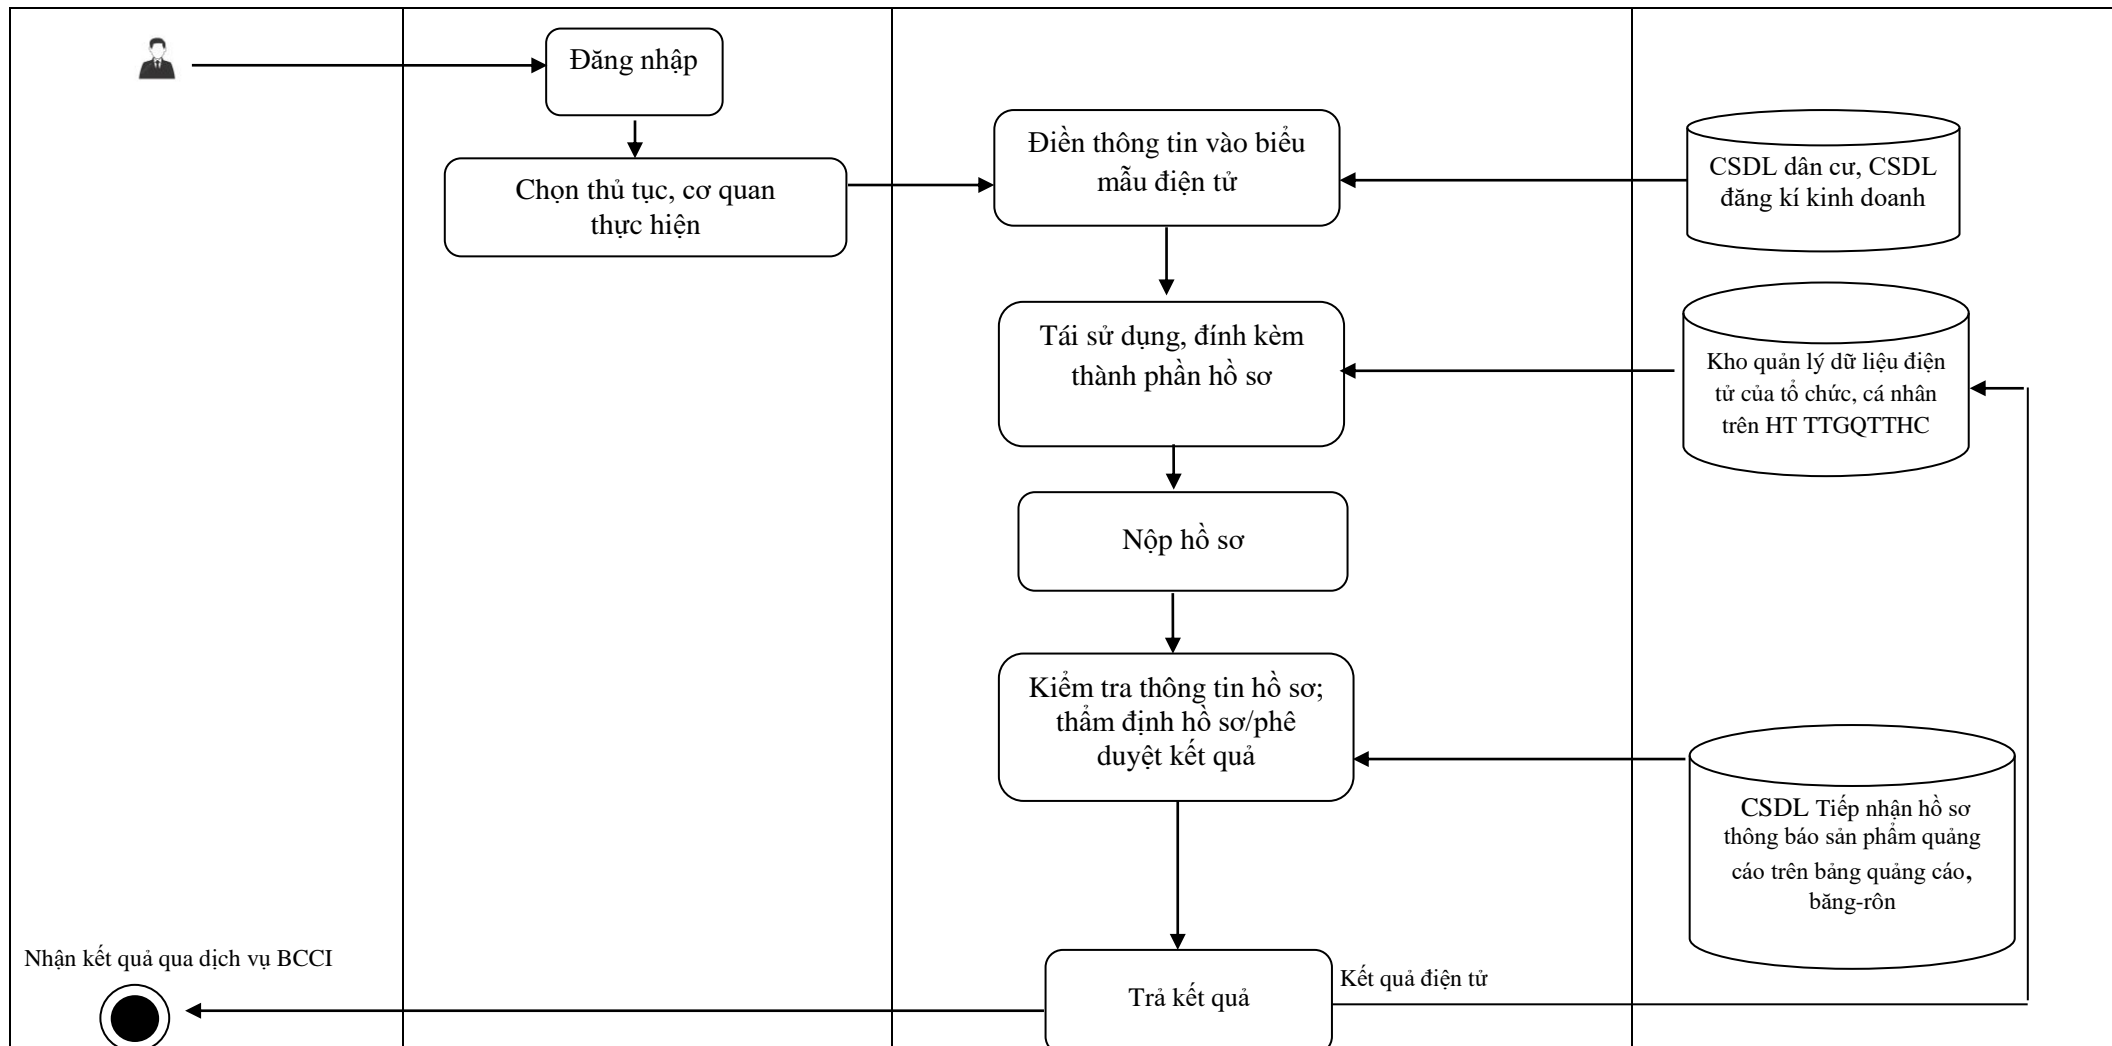 Đăng nhập
Chọn thủ tục, cơ quan
thực hiện
Điền thông tin vào biểu
mẫu điện tử
CSDL dân cư, CSDL
đăng kí kinh doanh
Tái sử dụng, đính kèm
thành phần hồ sơ
Kho quản lý dữ liệu điện
tử của tổ chức, cá nhân
trên HT TTGQTTHC
Nộp hồ sơ
Kiểm tra thông tin hồ sơ;
thẩm định hồ sơ/phê
duyệt kết quả
CSDL Tiếp nhận hồ sơ
thông báo sản phẩm quảng
cáo trên bảng quảng cáo,
băng-rôn
Nhận kết quả qua dịch vụ BCCI
Trả kết quả
Kết quả điện tử